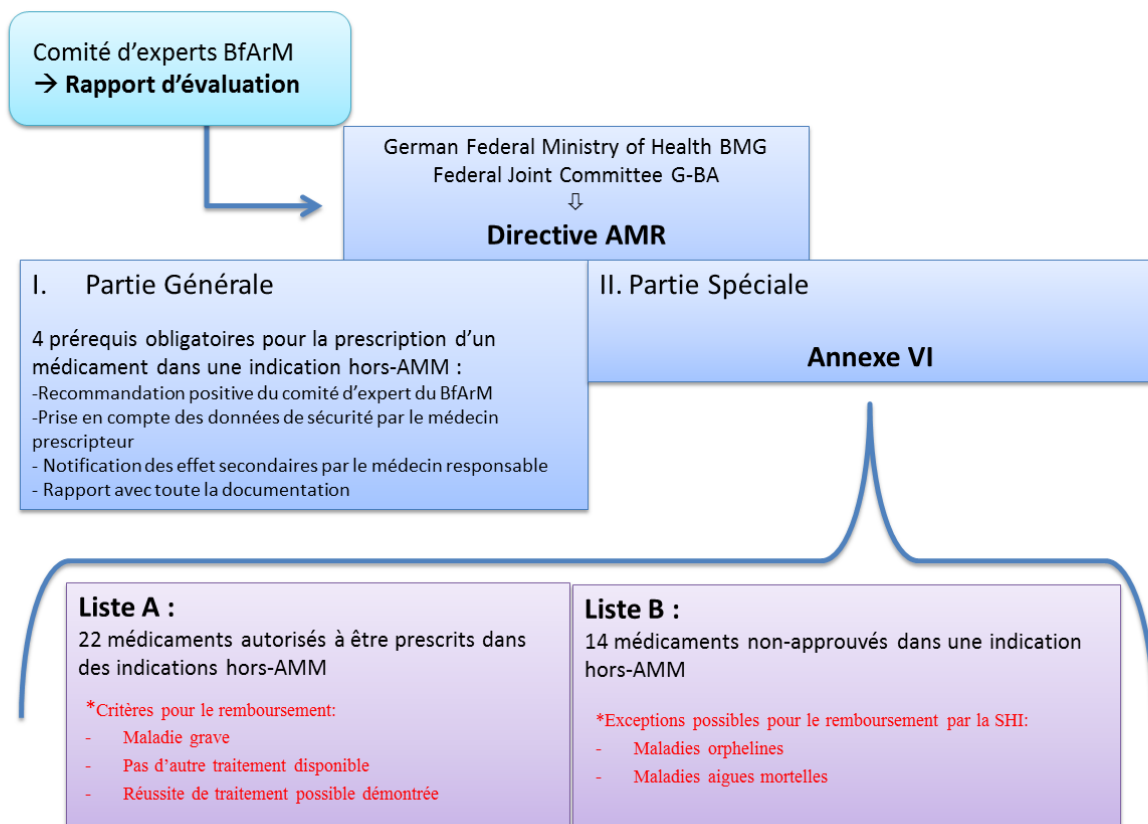 Comité d'experts BfArM
→ Rapport d'évaluation
German Federal Ministry of Health BMG
Federal Joint Committee G-BA
⇩
Directive AMR
I. Partie Générale
4 prérequis obligatoires pour la prescription d'un
médicament dans une indication hors-AMM :
-Recommandation positive du comité d'expert du BfArM
-Prise en compte des données de sécurité par le médecin
prescripteur
- Notification des effet secondaires par le médecin responsable
- Rapport avec toute la documentation
II. Partie Spéciale
Annexe VI
Liste A :
22 médicaments autorisés à être prescrits dans
des indications hors-AMM
*Critères pour le remboursement:
- Maladie grave
- Pas d'autre traitement disponible
- Réussite de traitement possible démontrée
Liste B :
14 médicaments non-approuvés dans une indication
hors-AMM
*Exceptions possibles pour le remboursement par la SHI:
- Maladies orphelines
- Maladies aigues mortelles